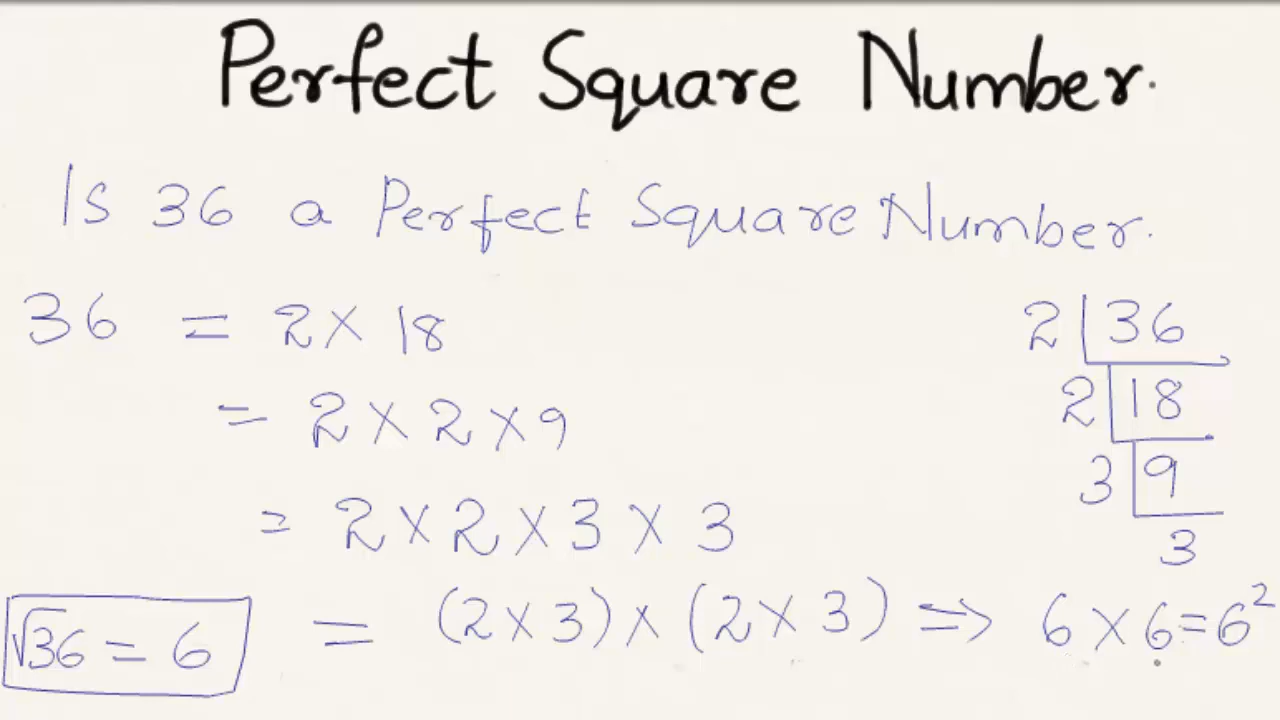 Perfect Square Number.
Is 36 a Perfect Square Number.
36 = 2 × 18
= 2 × 2 × 9
= 2 × 2 × 3 × 3
= (2 × 3) × (2 × 3) ⇒ 6 × 6 = 6²
√36 = 6
2 | 36
2 | 18
3 | 9
3